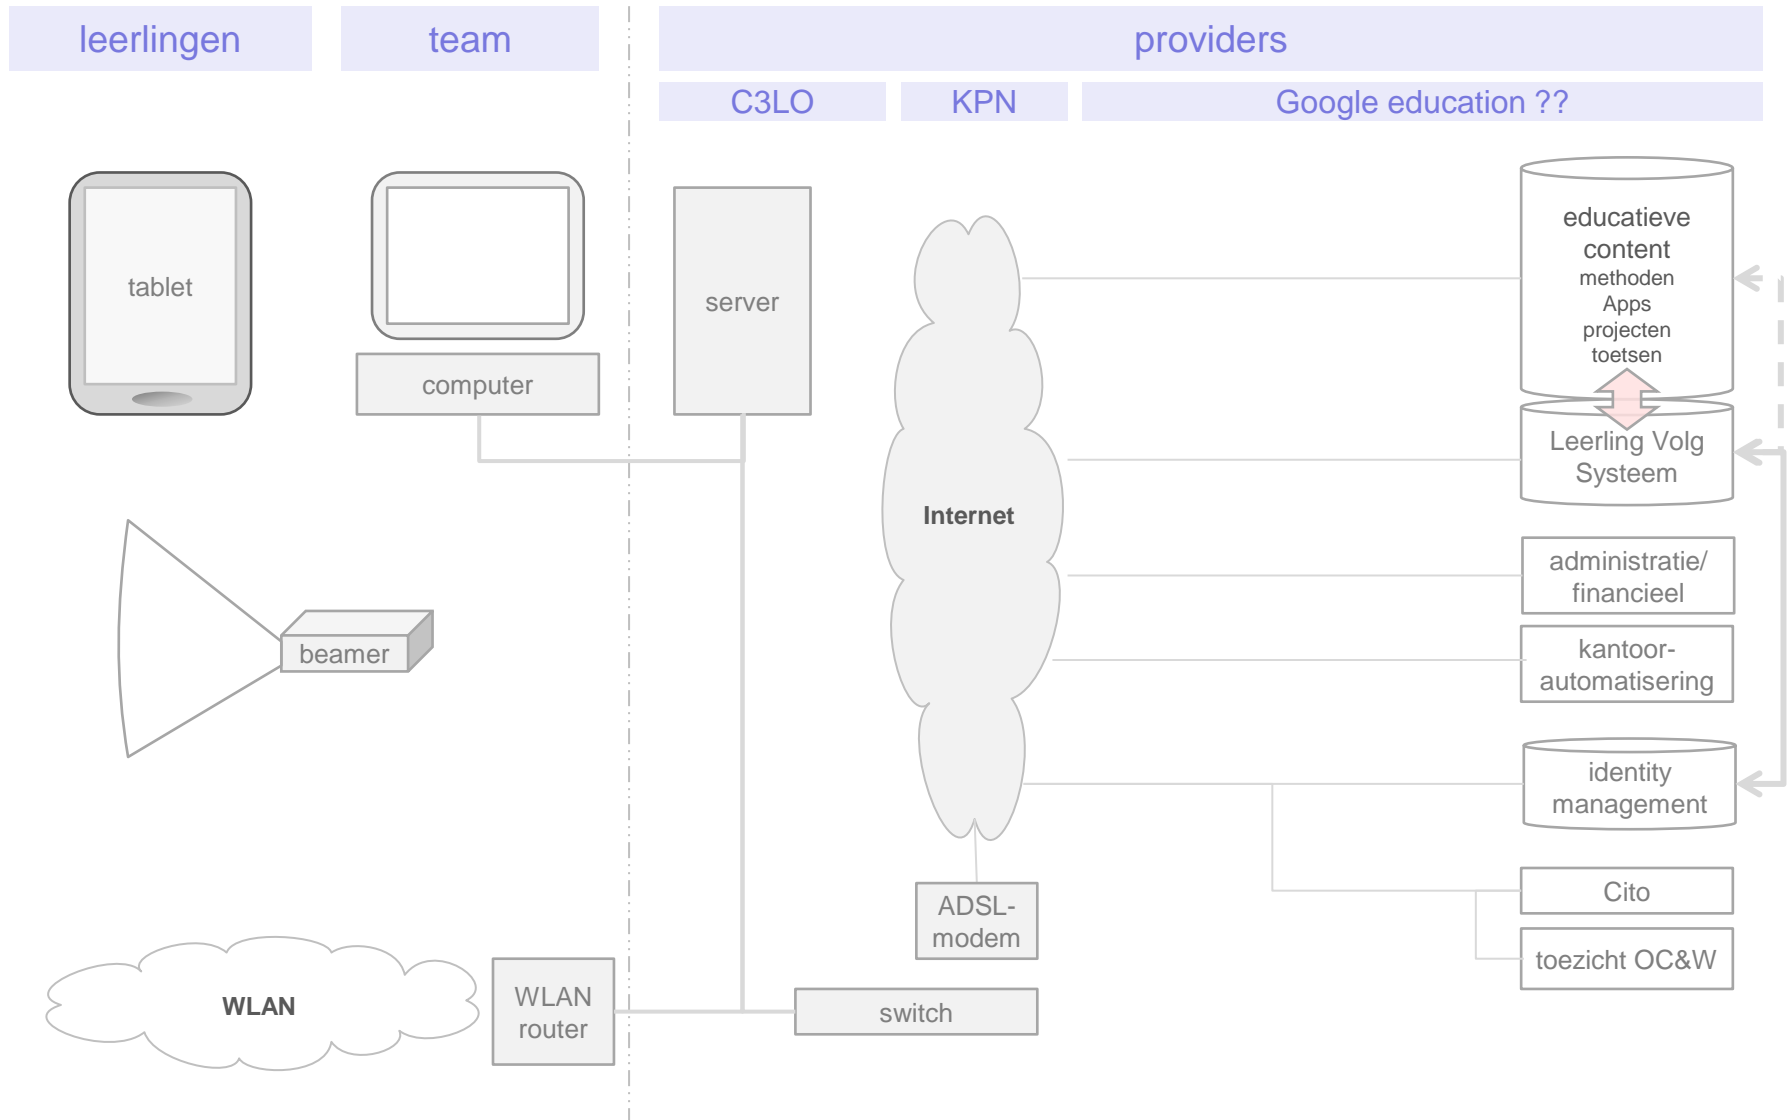 leerlingen
team
providers
C3LO
KPN
Google education ??
tablet
computer
server
Internet
educatieve
content
methoden
Apps
projecten
toetsen
Leerling Volg
Systeem
beamer
administratie/
financieel
kantoor-
automatisering
identity
management
ADSL-
modem
Cito
toezicht OC&W
WLAN
WLAN
router
switch